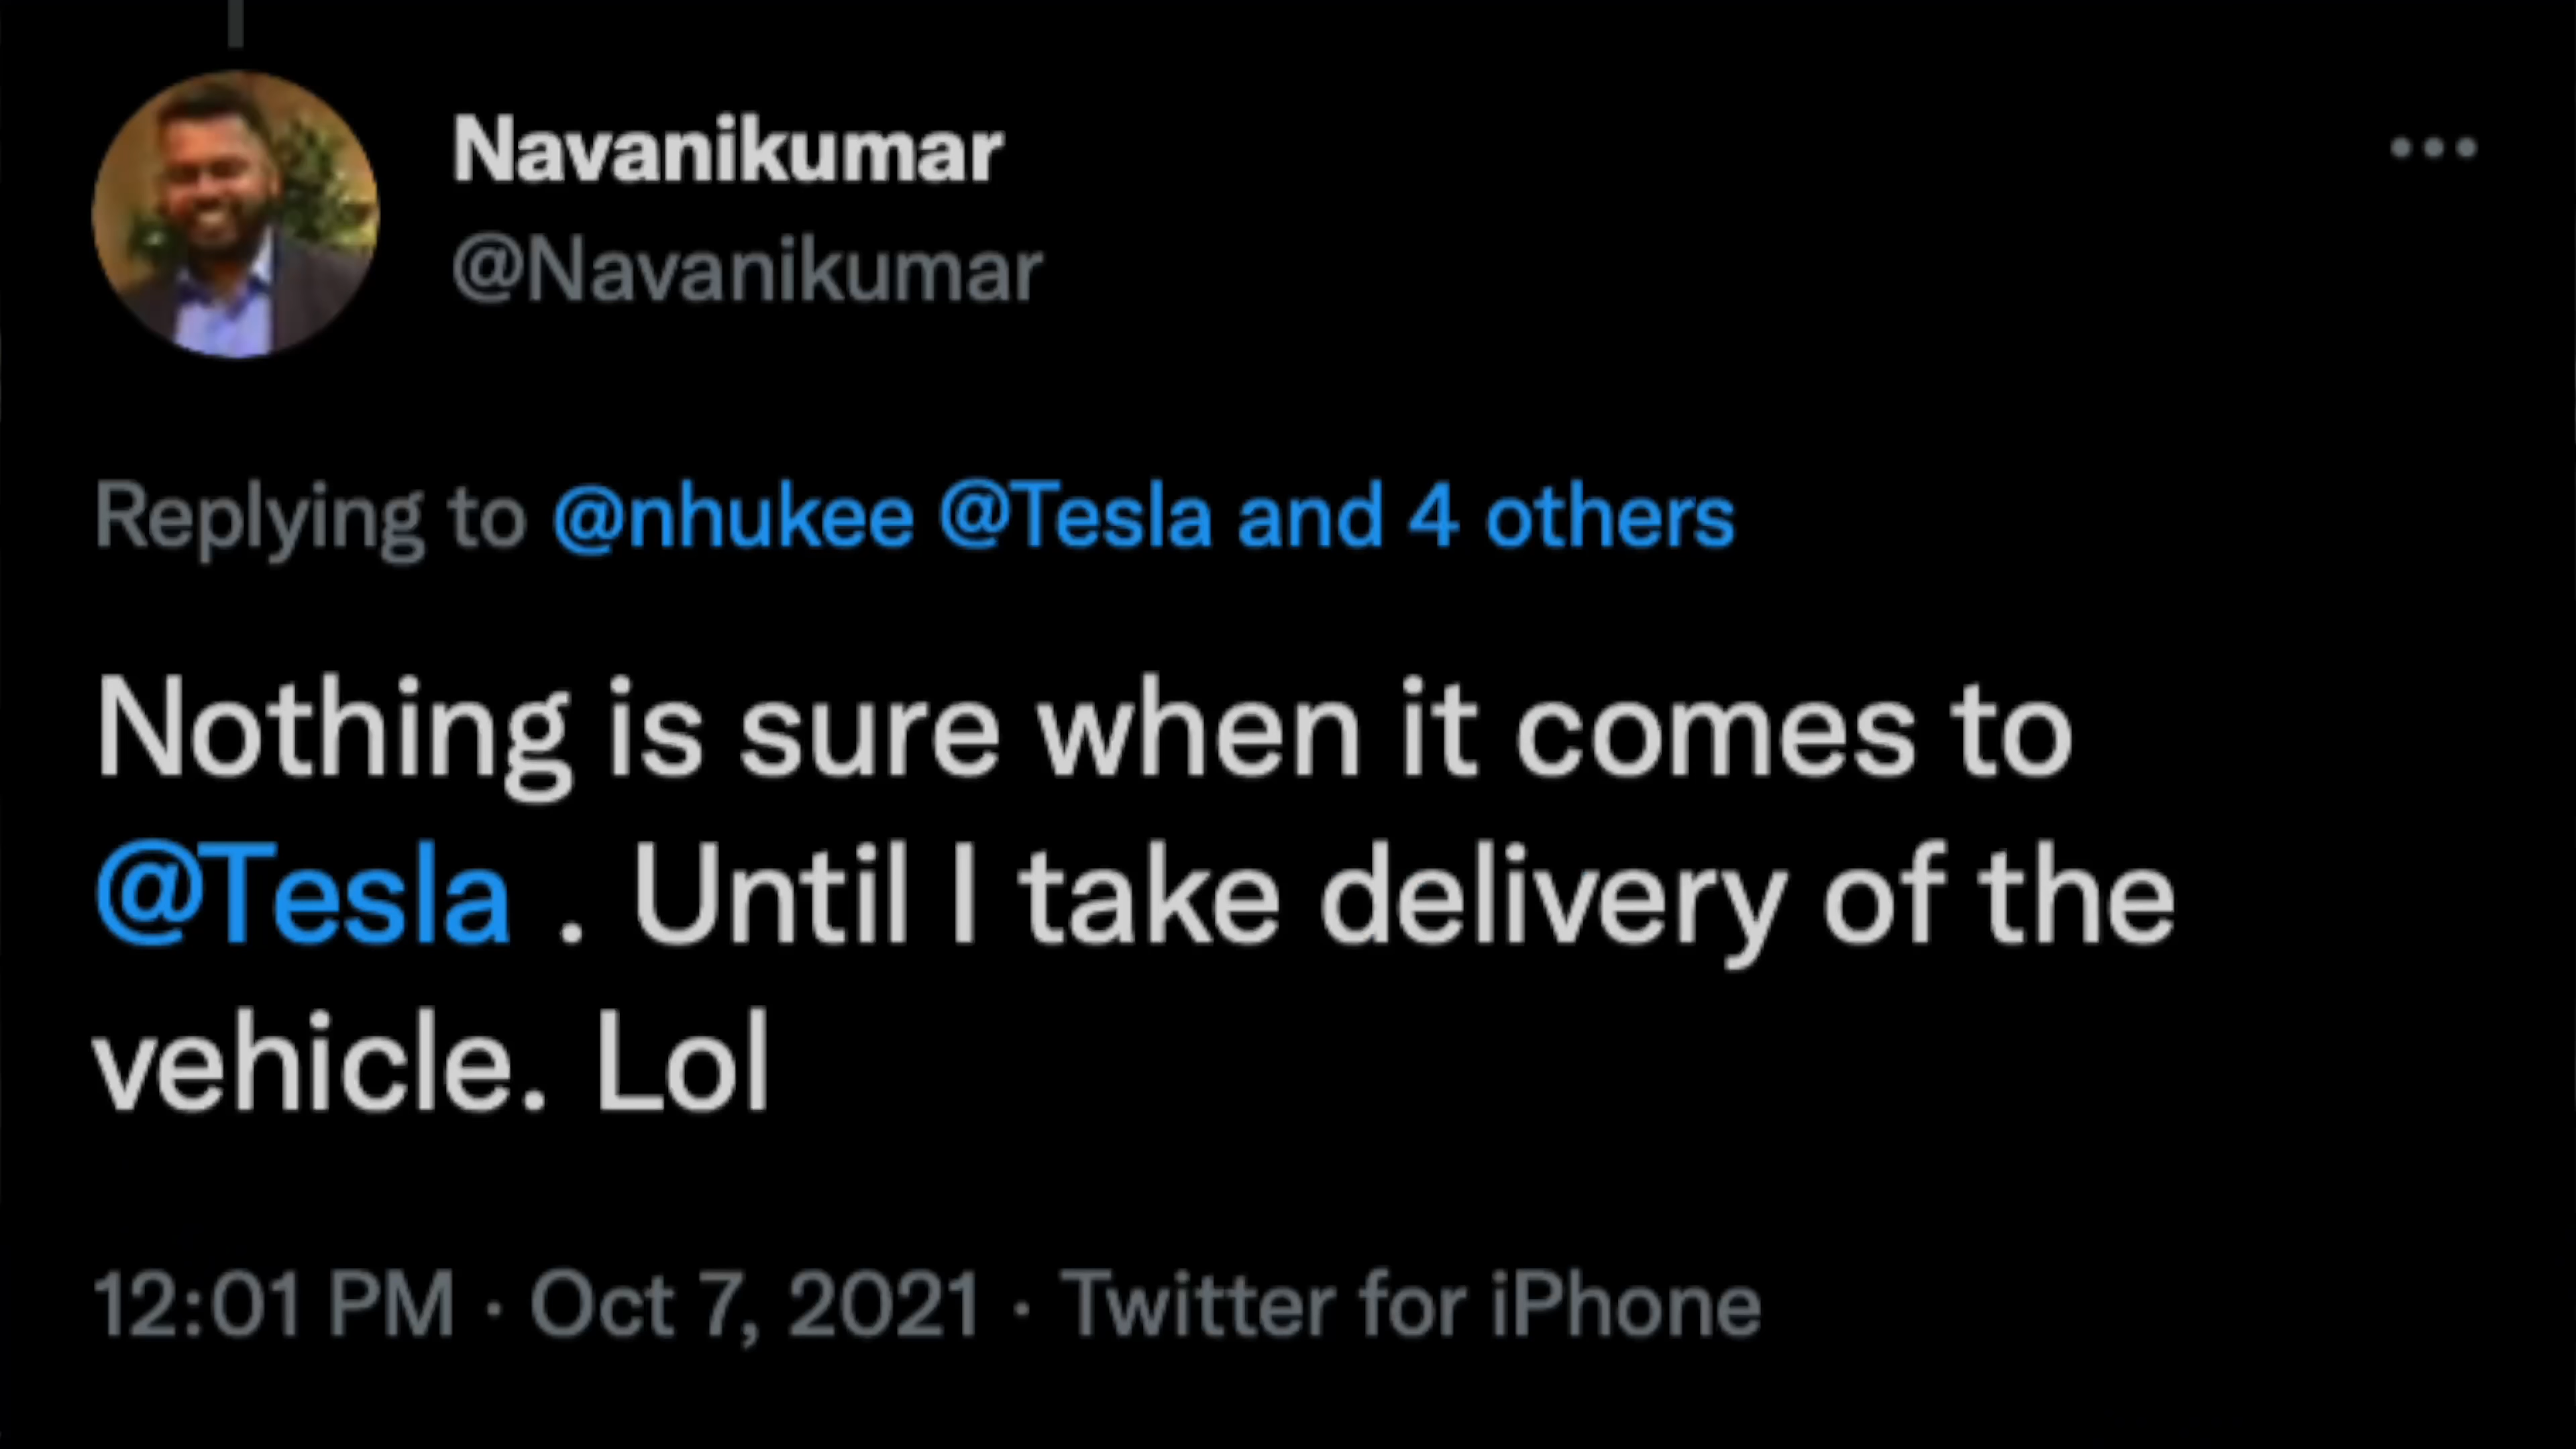 Navanikumar
@Navanikumar
Replying to @nhukee @Tesla and 4 others
Nothing is sure when it comes to
@Tesla . Until I take delivery of the
vehicle. Lol
12:01 PM · Oct 7, 2021 · Twitter for iPhone